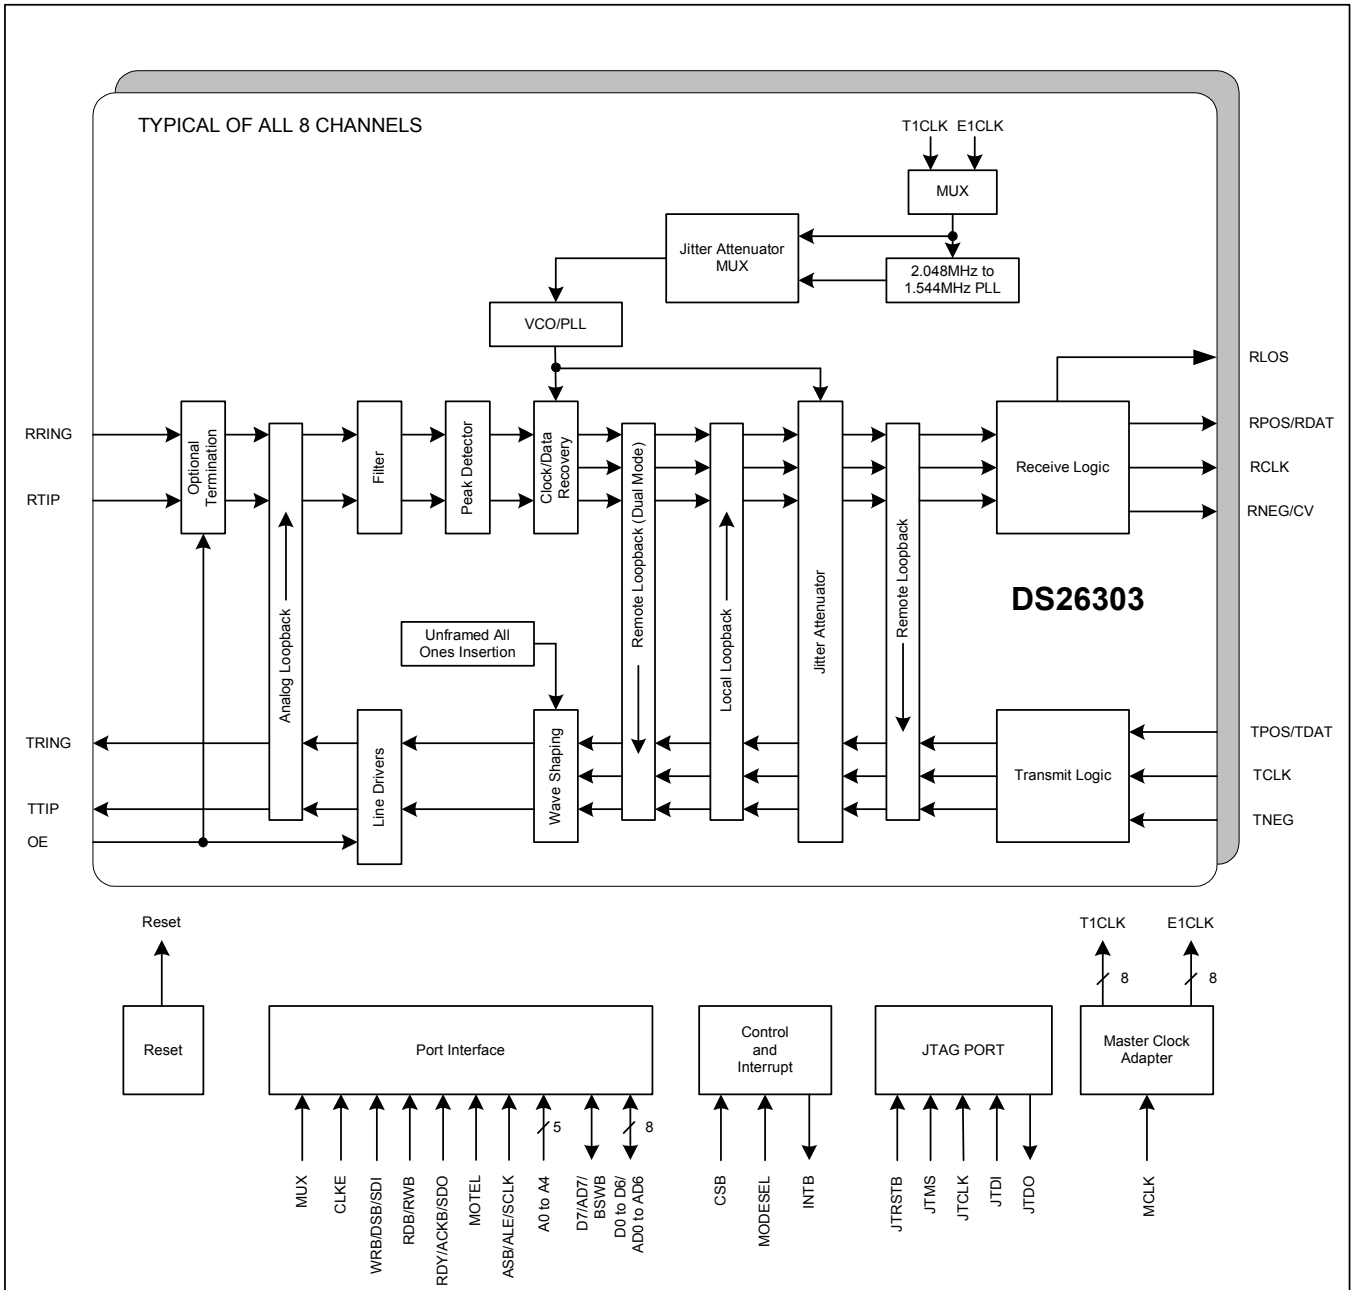 TYPICAL OF ALL 8 CHANNELS
T1CLK E1CLK
MUX
Jitter Attenuator
MUX
2.048MHz to
1.544MHz PLL
VCO/PLL
RLOS
RRING
RTIP
Optional
Termination
Analog Loopback
Filter
Peak Detector
Clock/Data
Recovery
Remote Loopback (Dual Mode)
Local Loopback
Jitter Attenuator
Remote Loopback
Receive Logic
RPOS/RDAT
RCLK
RNEG/CV
DS26303
Unframed All
Ones Insertion
TRING
TTIP
OE
Line Drivers
Wave Shaping
Transmit Logic
TPOS/TDAT
TCLK
TNEG
Reset
T1CLK
E1CLK
8
8
Reset
Port Interface
Control
and
Interrupt
JTAG PORT
Master Clock
Adapter
5
8
MUX
CLKE
WRB/DSB/SDI
RDB/RWB
RDY/ACKB/SDO
MOTEL
ASB/ALE/SCLK
A0 to A4
D7/AD7/
BSWB
D0 to D6/
AD0 to AD6
CSB
MODESEL
INTB
JTRSTB
JTMS
JTCLK
JTDI
JTDO
MCLK